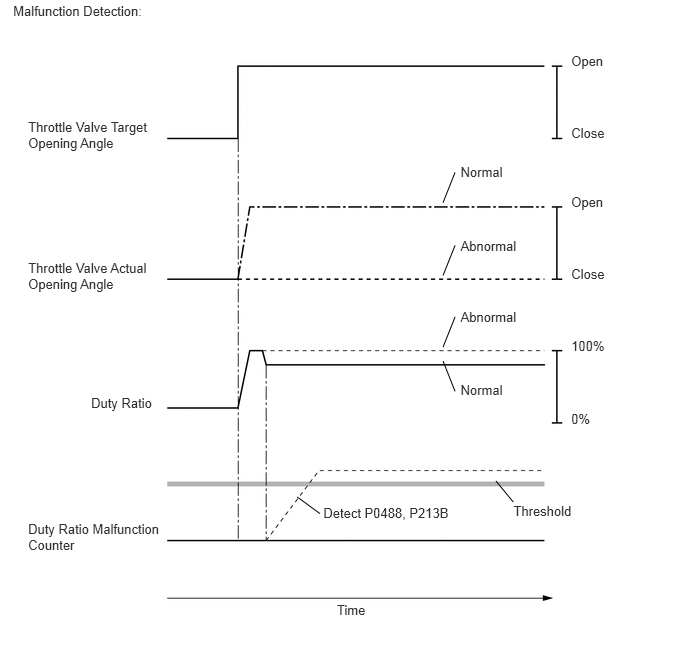 Malfunction Detection:
Open
Throttle Valve Target
Opening Angle
Close
Normal
Open
Abnormal
Throttle Valve Actual
Opening Angle
Close
Abnormal
100%
Normal
Duty Ratio
0%
Detect P0488, P213B
Threshold
Duty Ratio Malfunction
Counter
Time